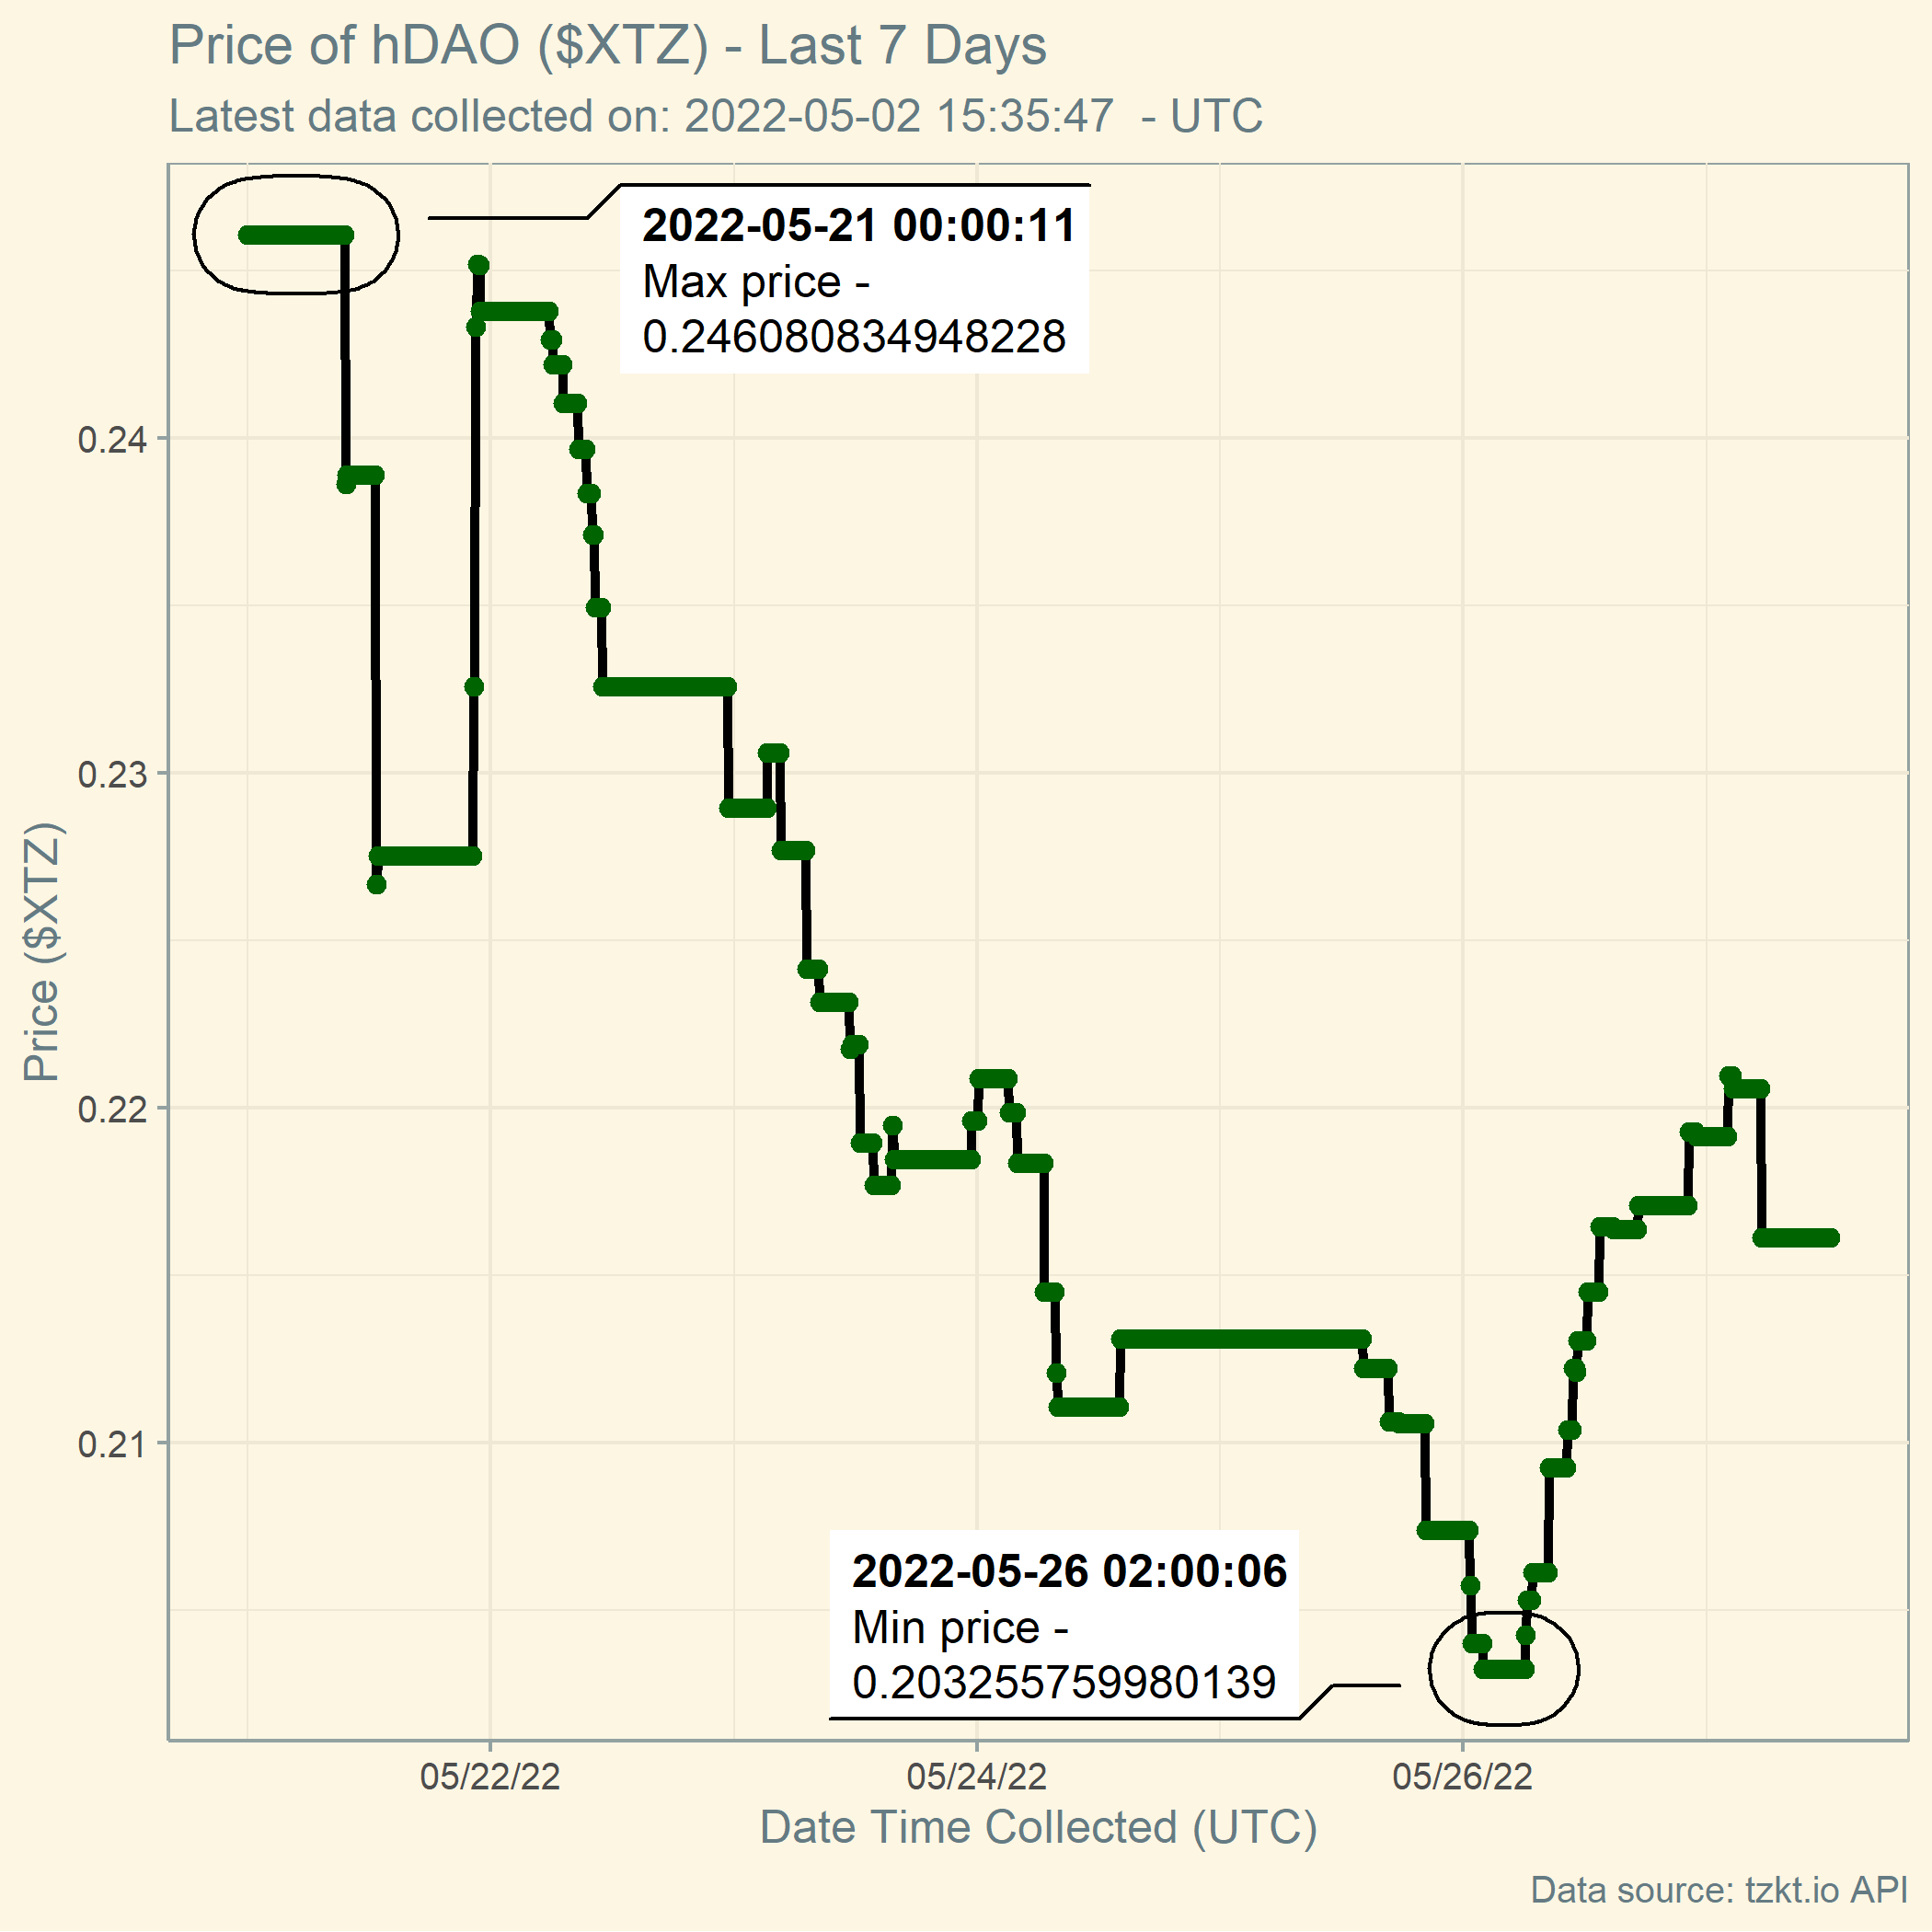 Price of hDAO ($XTZ) - Last 7 Days
Latest data collected on: 2022-05-02 15:35:47  - UTC
2022-05-21 00:00:11
Max price -
0.246080834948228
0.24
0.23
0.22
0.21
Price ($XTZ)
2022-05-26 02:00:06
Min price -
0.203255759980139
05/22/22
05/24/22
05/26/22
Date Time Collected (UTC)
Data source: tzkt.io API